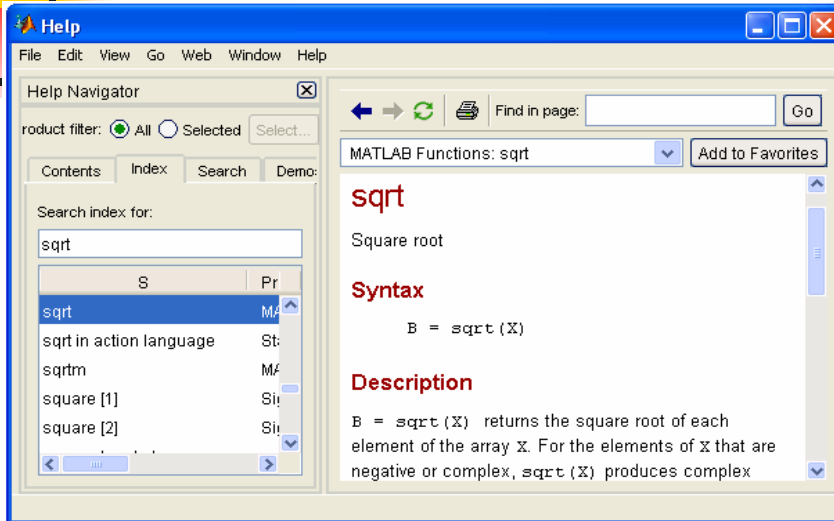 Help
File Edit View Go Web Window Help
Help Navigator
roduct filter: All Selected Select...
Contents Index Search Demo:
Search index for:
sqrt
S Pr
sqrt MA
sqrt in action language Sta
sqrtm MA
square [1] Sig
square [2] Sig
Find in page: Go
MATLAB Functions: sqrt Add to Favorites
sqrt
Square root
Syntax
B = sqrt(X)
Description
B = sqrt(X) returns the square root of each
element of the array X. For the elements of X that are
negative or complex, sqrt(X) produces complex